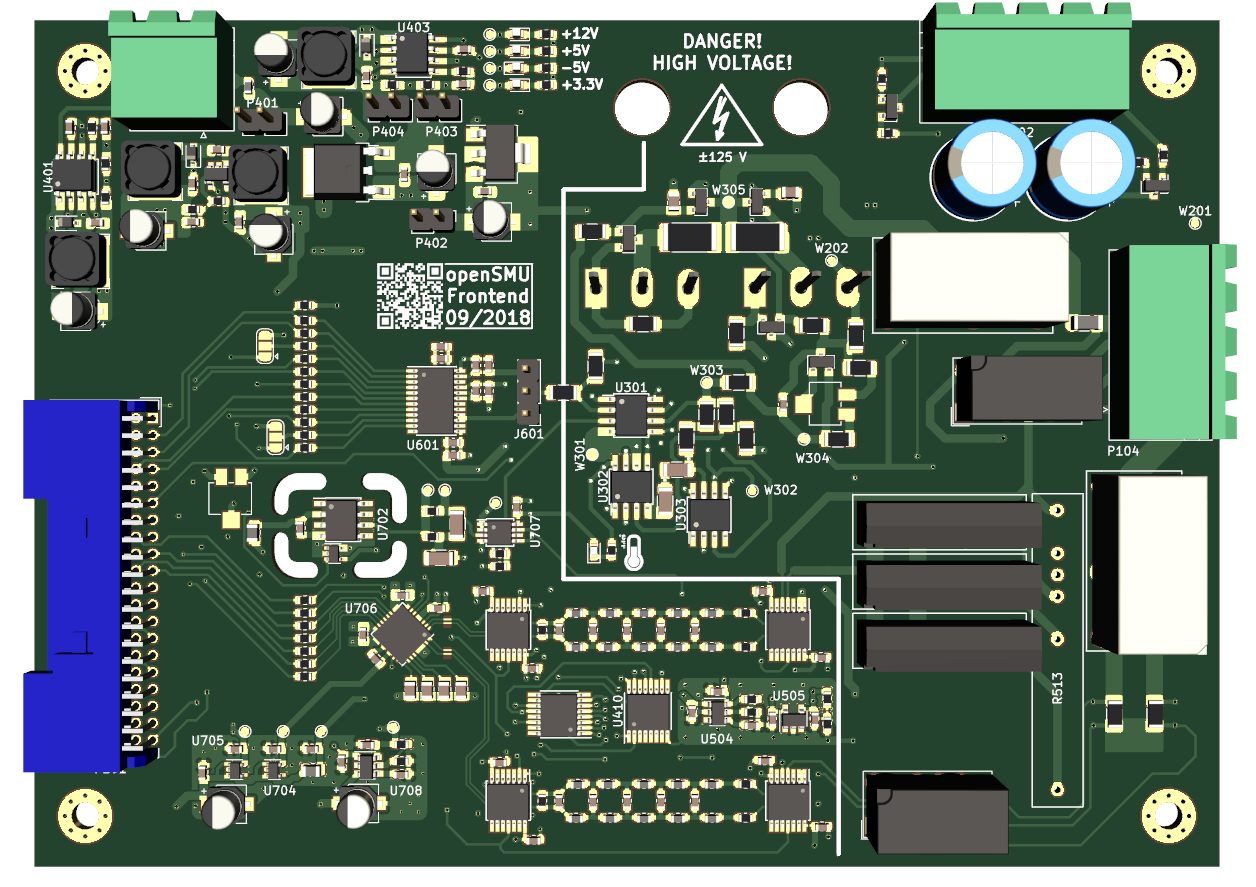 U403
+12V
+5V
-5V
+3.3V
DANGER!
HIGH VOLTAGE!
±125 V
P401
P404
P403
U401
P402
W305
W201
W202
openSMU
Frontend
09/2018
W303
U301
U601
J601
W301
W304
P104
U302
U303
W302
U702
U707
U706
R513
U410
U505
U504
U705
U704
U708